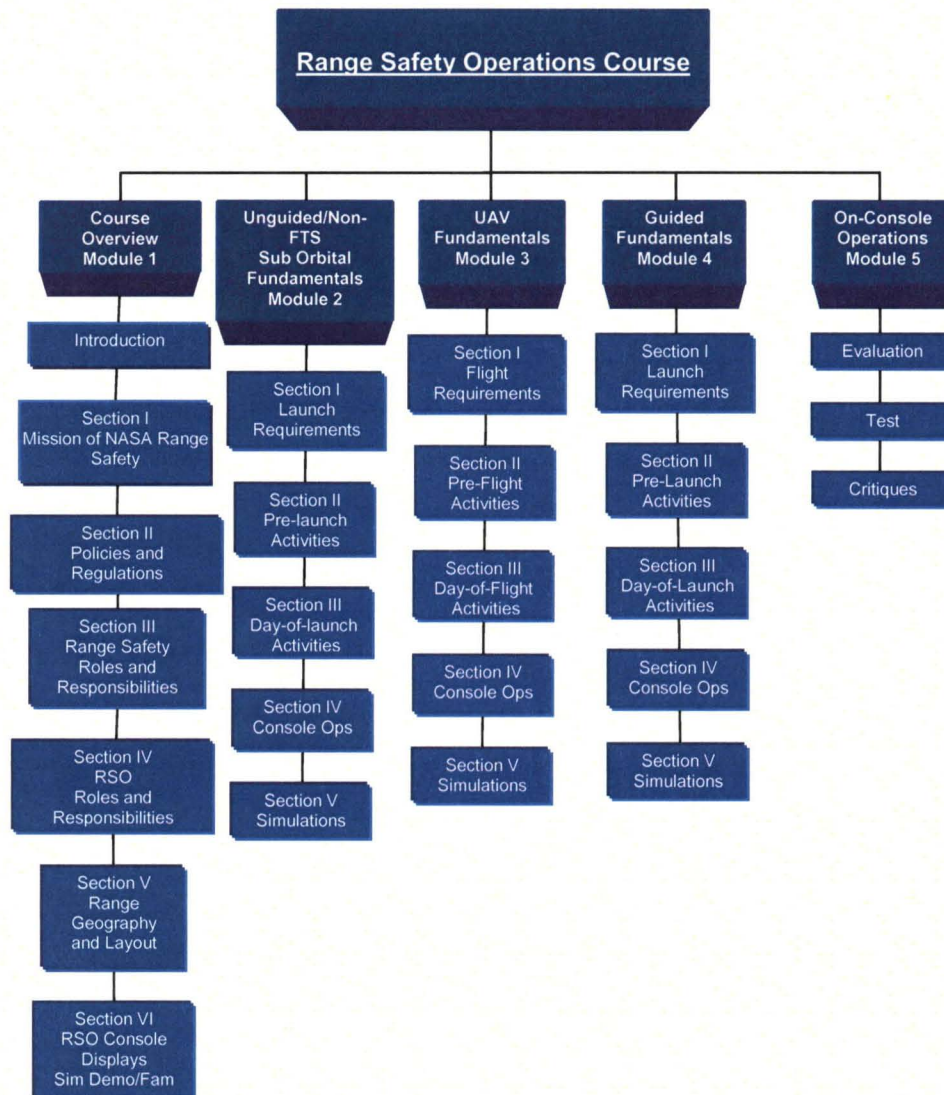 Range Safety Operations Course
Course
Overview
Module 1
Unguided/Non-
FTS
Sub Orbital
Fundamentals
Module 2
UAV
Fundamentals
Module 3
Guided
Fundamentals
Module 4
On-Console
Operations
Module 5
Introduction
Section I
Mission of NASA Range
Safety
Section II
Policies and
Regulations
Section III
Range Safety
Roles and
Responsibilities
Section IV
RSO
Roles and
Responsibilities
Section V
Range
Geography
and Layout
Section VI
RSO Console
Displays
Sim Demo/Fam
Section I
Launch
Requirements
Section II
Pre-launch
Activities
Section III
Day-of-launch
Activities
Section IV
Console Ops
Section V
Simulations
Section I
Flight
Requirements
Section II
Pre-Flight
Activities
Section III
Day-of-Flight
Activities
Section IV
Console Ops
Section V
Simulations
Section I
Launch
Requirements
Section II
Pre-Launch
Activities
Section III
Day-of-Launch
Activities
Section IV
Console Ops
Section V
Simulations
Evaluation
Test
Critiques